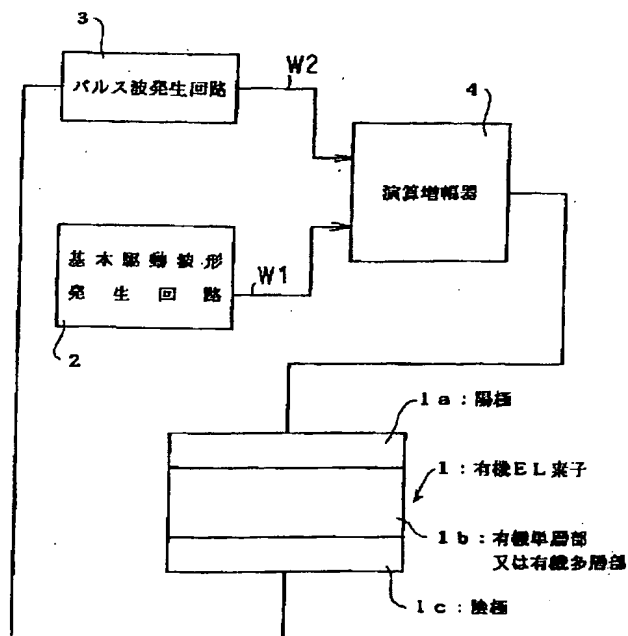 3
パルス波発生回路
W2
4
演算増幅器
基本駆動波形
発生回路
W1
2
1a：陽極
1：有機EL素子
1b：有機単層部
又は有機多層部
1c：陰極